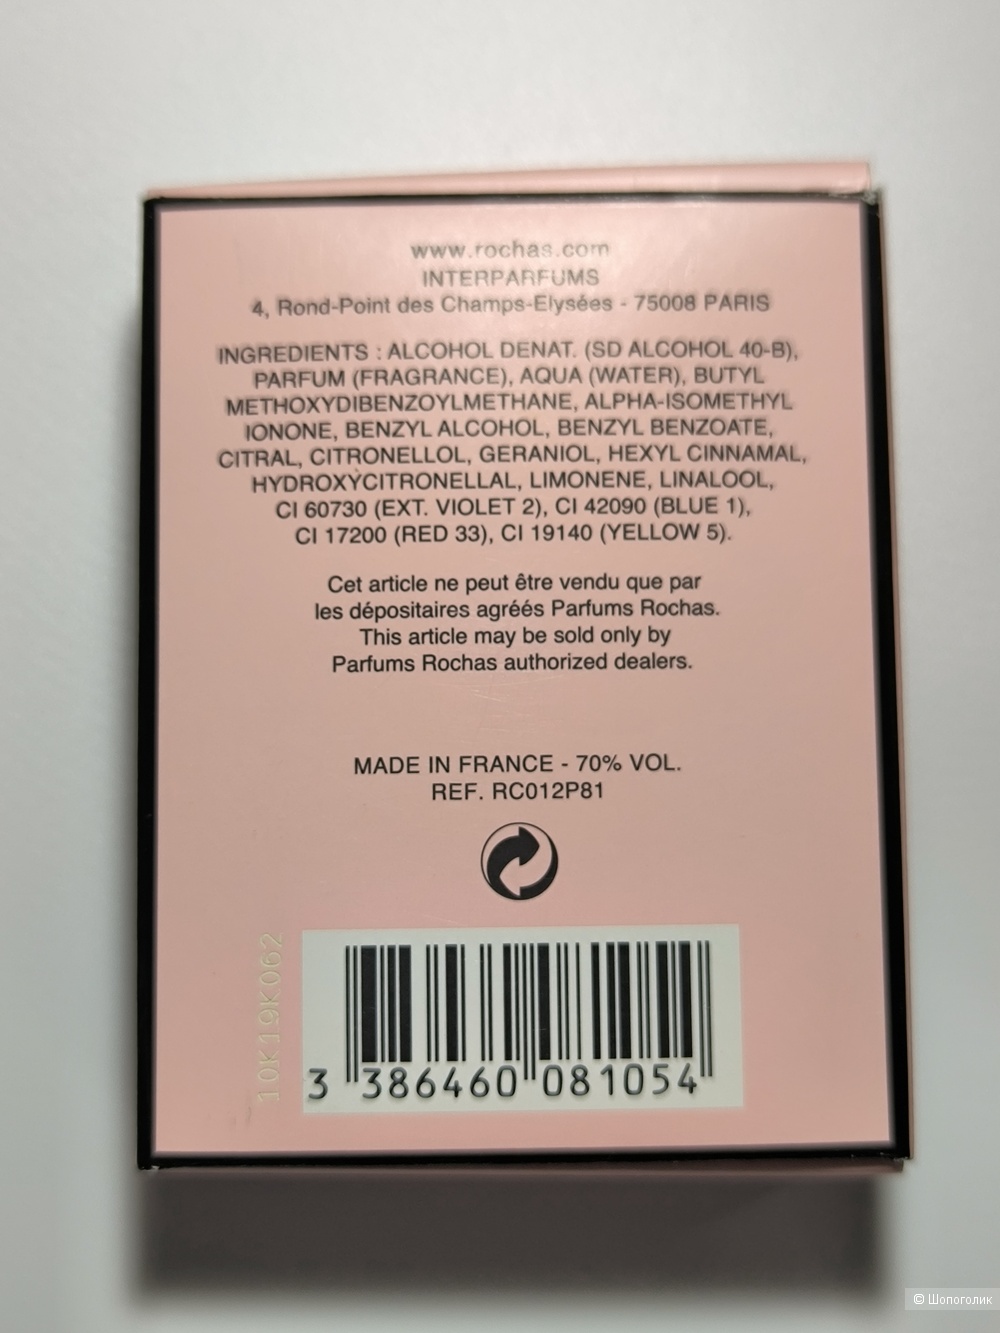 www.rochas.com
INTERPARFUMS
4, Rond-Point des Champs-Elysées - 75008 PARIS
INGREDIENTS : ALCOHOL DENAT. (SD ALCOHOL 40-B),
PARFUM (FRAGRANCE), AQUA (WATER), BUTYL
METHOXYDIBENZOYLMETHANE, ALPHA-ISOMETHYL
IONONE, BENZYL ALCOHOL, BENZYL BENZOATE,
CITRAL, CITRONELLOL, GERANIOL, HEXYL CINNAMAL,
HYDROXYCITRONELLAL, LIMONENE, LINALOOL,
CI 60730 (EXT. VIOLET 2), CI 42090 (BLUE 1),
CI 17200 (RED 33), CI 19140 (YELLOW 5).
Cet article ne peut être vendu que par
les dépositaires agréés Parfums Rochas.
This article may be sold only by
Parfums Rochas authorized dealers.
MADE IN FRANCE - 70% VOL.
REF. RC012P81
10K19K062
3 386460 081054
© Шопоголик